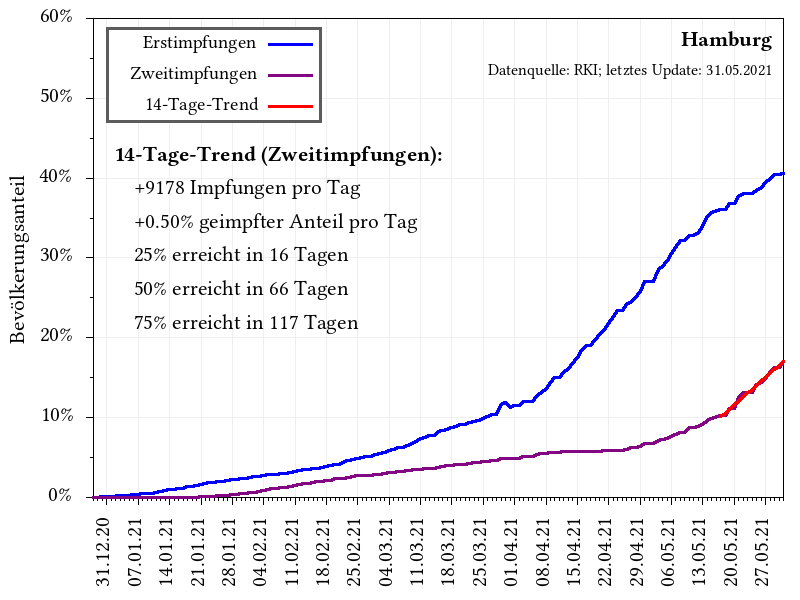 60%
50%
40%
30%
20%
10%
0%
Bevölkerungsanteil
Erstimpfungen
Zweitimpfungen
14-Tage-Trend
Hamburg
Datenquelle: RKI; letztes Update: 31.05.2021
14-Tage-Trend (Zweitimpfungen):
+9178 Impfungen pro Tag
+0.50% geimpfter Anteil pro Tag
25% erreicht in 16 Tagen
50% erreicht in 66 Tagen
75% erreicht in 117 Tagen
31.12.20
07.01.21
14.01.21
21.01.21
28.01.21
04.02.21
11.02.21
18.02.21
25.02.21
04.03.21
11.03.21
18.03.21
25.03.21
01.04.21
08.04.21
15.04.21
22.04.21
29.04.21
06.05.21
13.05.21
20.05.21
27.05.21